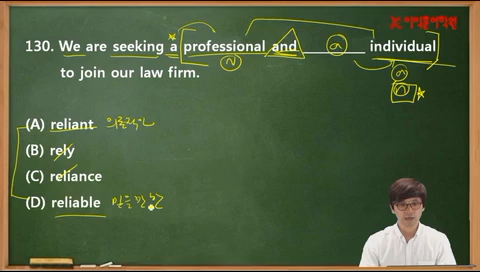 130. We are seeking a professional and ________ individual
to join our law firm.
(A) reliant 의존적인
(B) rely
(C) reliance
(D) reliable 믿을만한